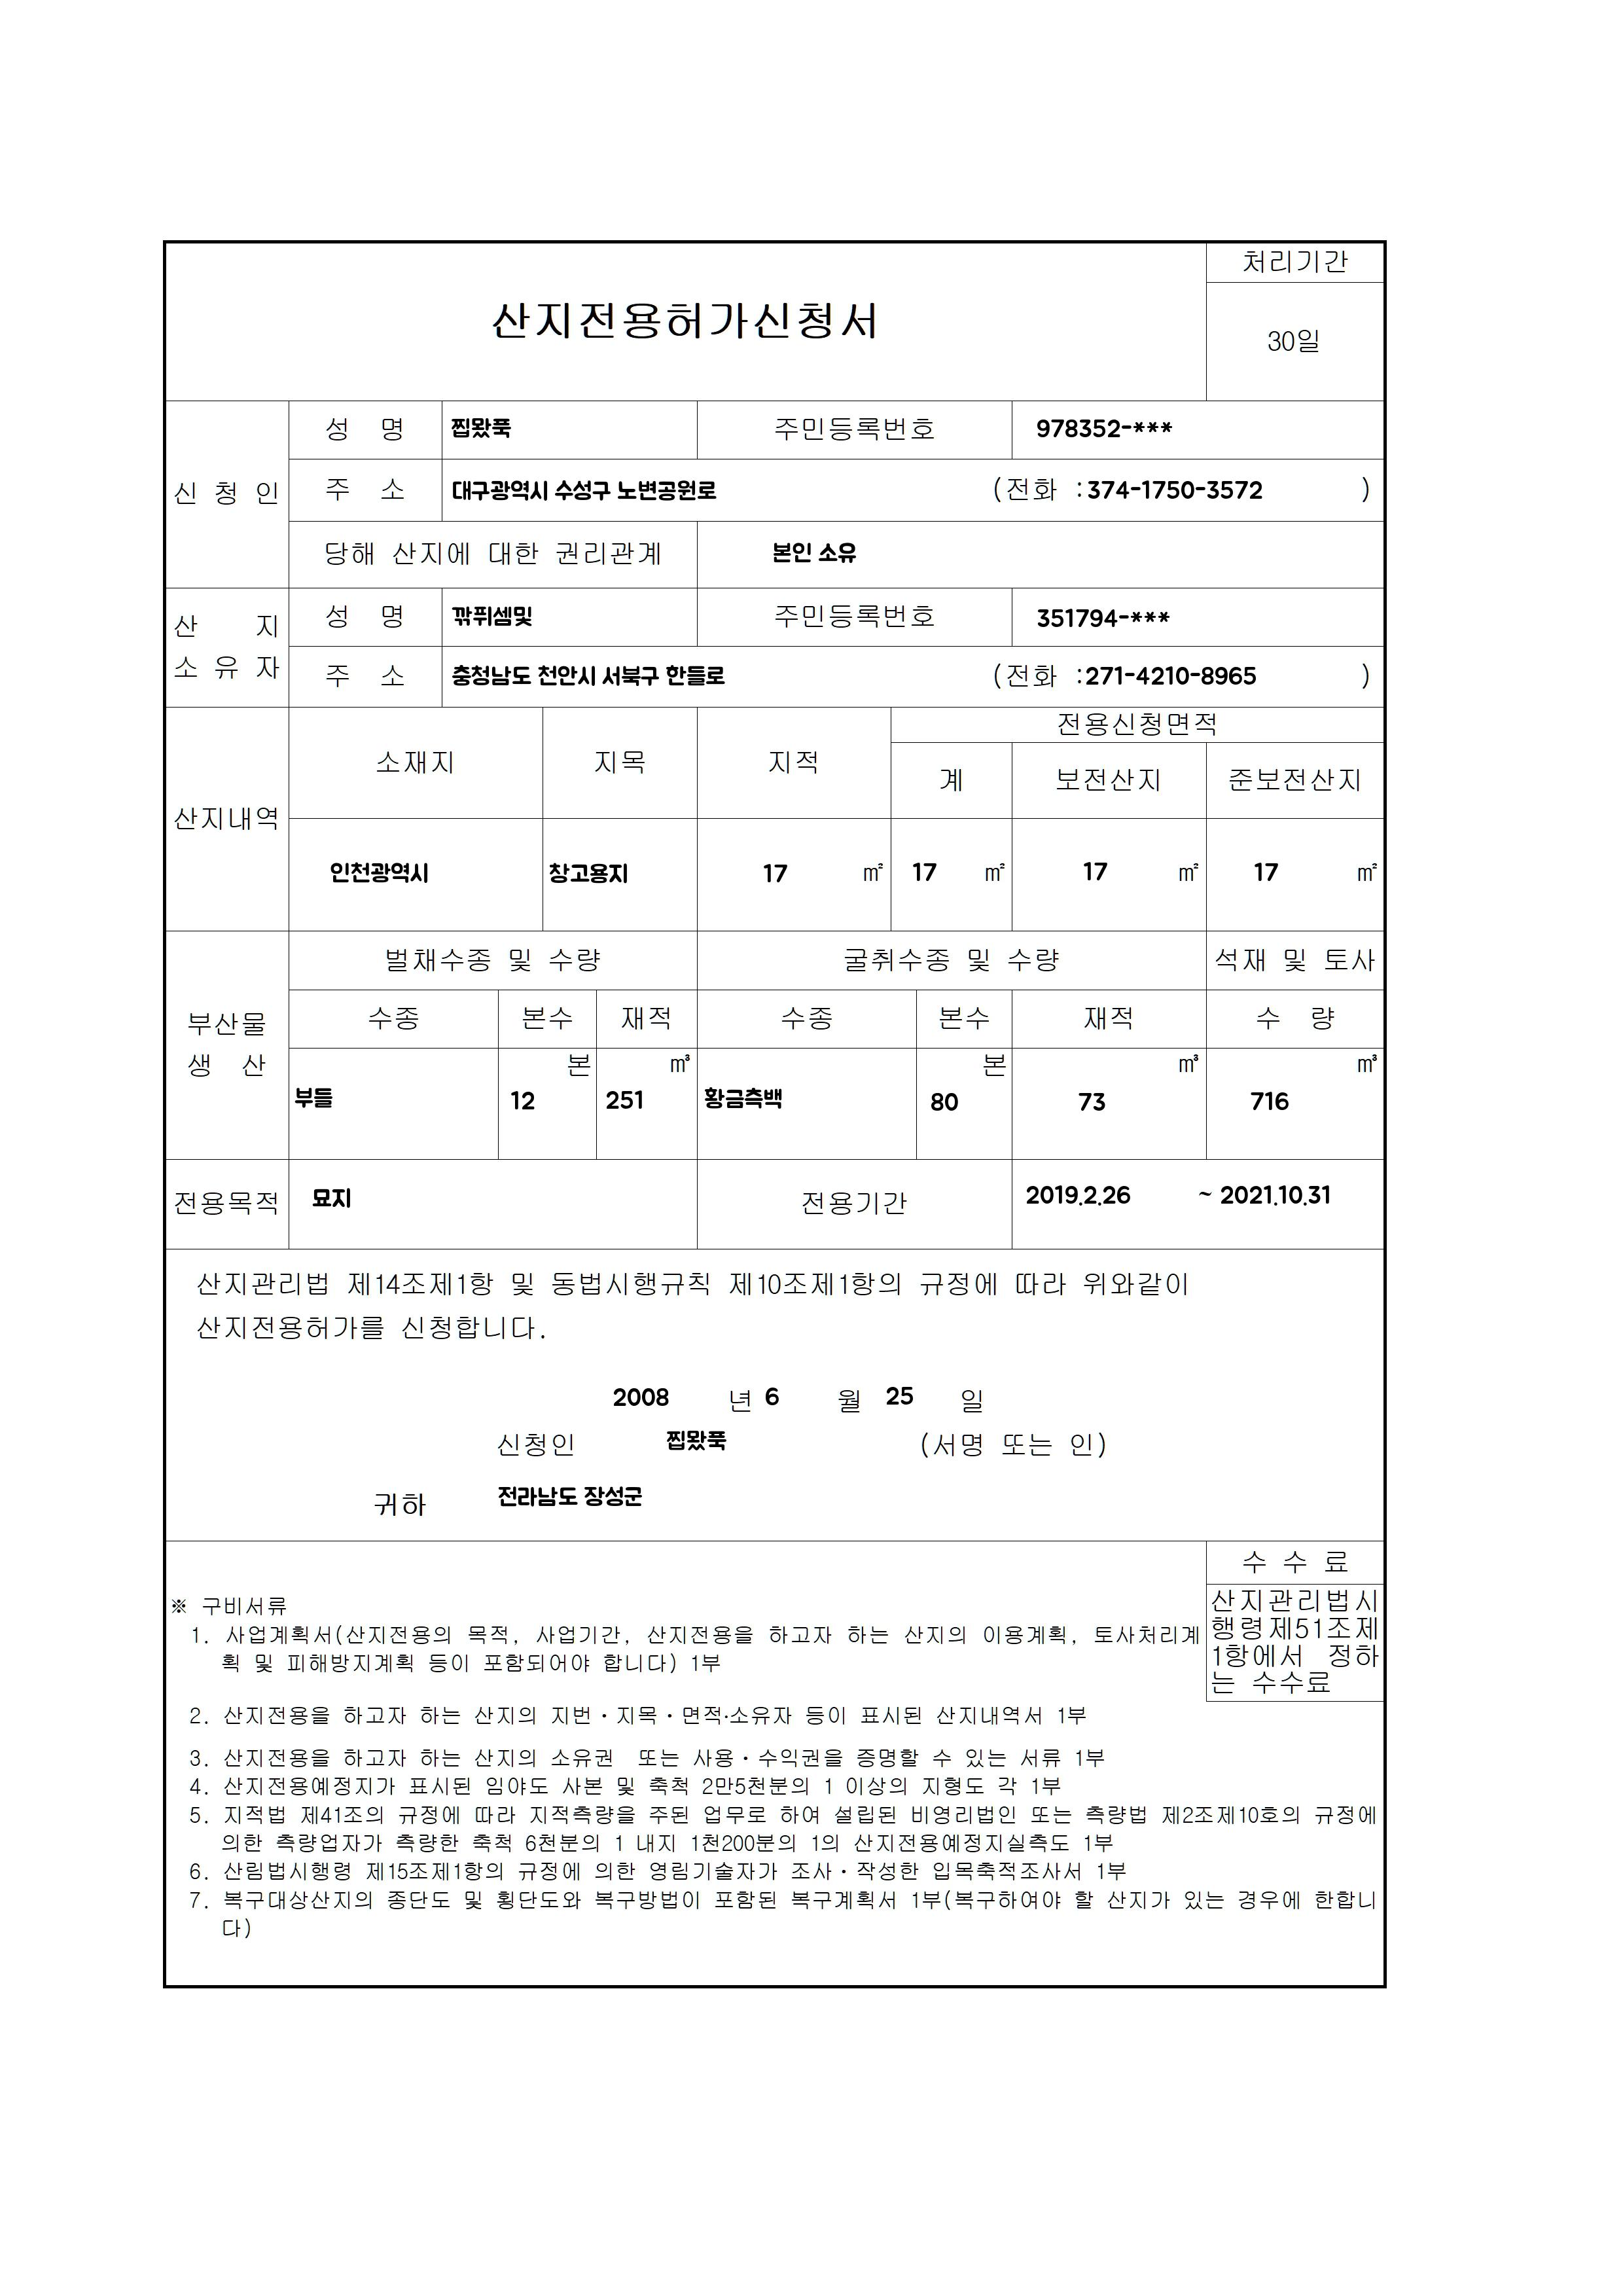 처리기간
산지전용허가신청서
30일
성 명 찝뫘푹 주민등록번호 978352-***
신 청 인
주 소 대구광역시 수성구 노변공원로 (전화 :374-1750-3572 )
당해 산지에 대한 권리관계 본인 소유
산 지
소 유 자
성 명 깎퓌셈및 주민등록번호 351794-***
주 소 충청남도 천안시 서북구 한들로 (전화 :271-4210-8965 )
산지내역
소재지 지목 지적 전용신청면적
계 보전산지 준보전산지
인천광역시 창고용지 17 ㎡ 17 ㎡ 17 ㎡ 17 ㎡
부산물
생 산
벌채수종 및 수량 굴취수종 및 수량 석재 및 토사
수종 본수 재적 수종 본수 재적 수 량
본 ㎥ 본 ㎥ ㎥
부들 12 251 황금측백 80 73 716
전용목적 묘지 전용기간 2019.2.26 ~ 2021.10.31
산지관리법 제14조제1항 및 동법시행규칙 제10조제1항의 규정에 따라 위와같이
산지전용허가를 신청합니다.
2008 년 6 월 25 일
신청인 찝뫘푹 (서명 또는 인)
귀하 전라남도 장성군
수 수 료
산지관리법시
행령제51조제
1항에서 정하
는 수수료
※ 구비서류
1. 사업계획서(산지전용의 목적, 사업기간, 산지전용을 하고자 하는 산지의 이용계획, 토사처리계
획 및 피해방지계획 등이 포함되어야 합니다) 1부
2. 산지전용을 하고자 하는 산지의 지번·지목·면적·소유자 등이 표시된 산지내역서 1부
3. 산지전용을 하고자 하는 산지의 소유권 또는 사용·수익권을 증명할 수 있는 서류 1부
4. 산지전용예정지가 표시된 임야도 사본 및 축척 2만5천분의 1 이상의 지형도 각 1부
5. 지적법 제41조의 규정에 따라 지적측량을 주된 업무로 하여 설립된 비영리법인 또는 측량법 제2조제10호의 규정에
의한 측량업자가 측량한 축척 6천분의 1 내지 1천200분의 1의 산지전용예정지실측도 1부
6. 산림법시행령 제15조제1항의 규정에 의한 영림기술자가 조사·작성한 입목축적조사서 1부
7. 복구대상산지의 종단도 및 횡단도와 복구방법이 포함된 복구계획서 1부(복구하여야 할 산지가 있는 경우에 한합니
다)